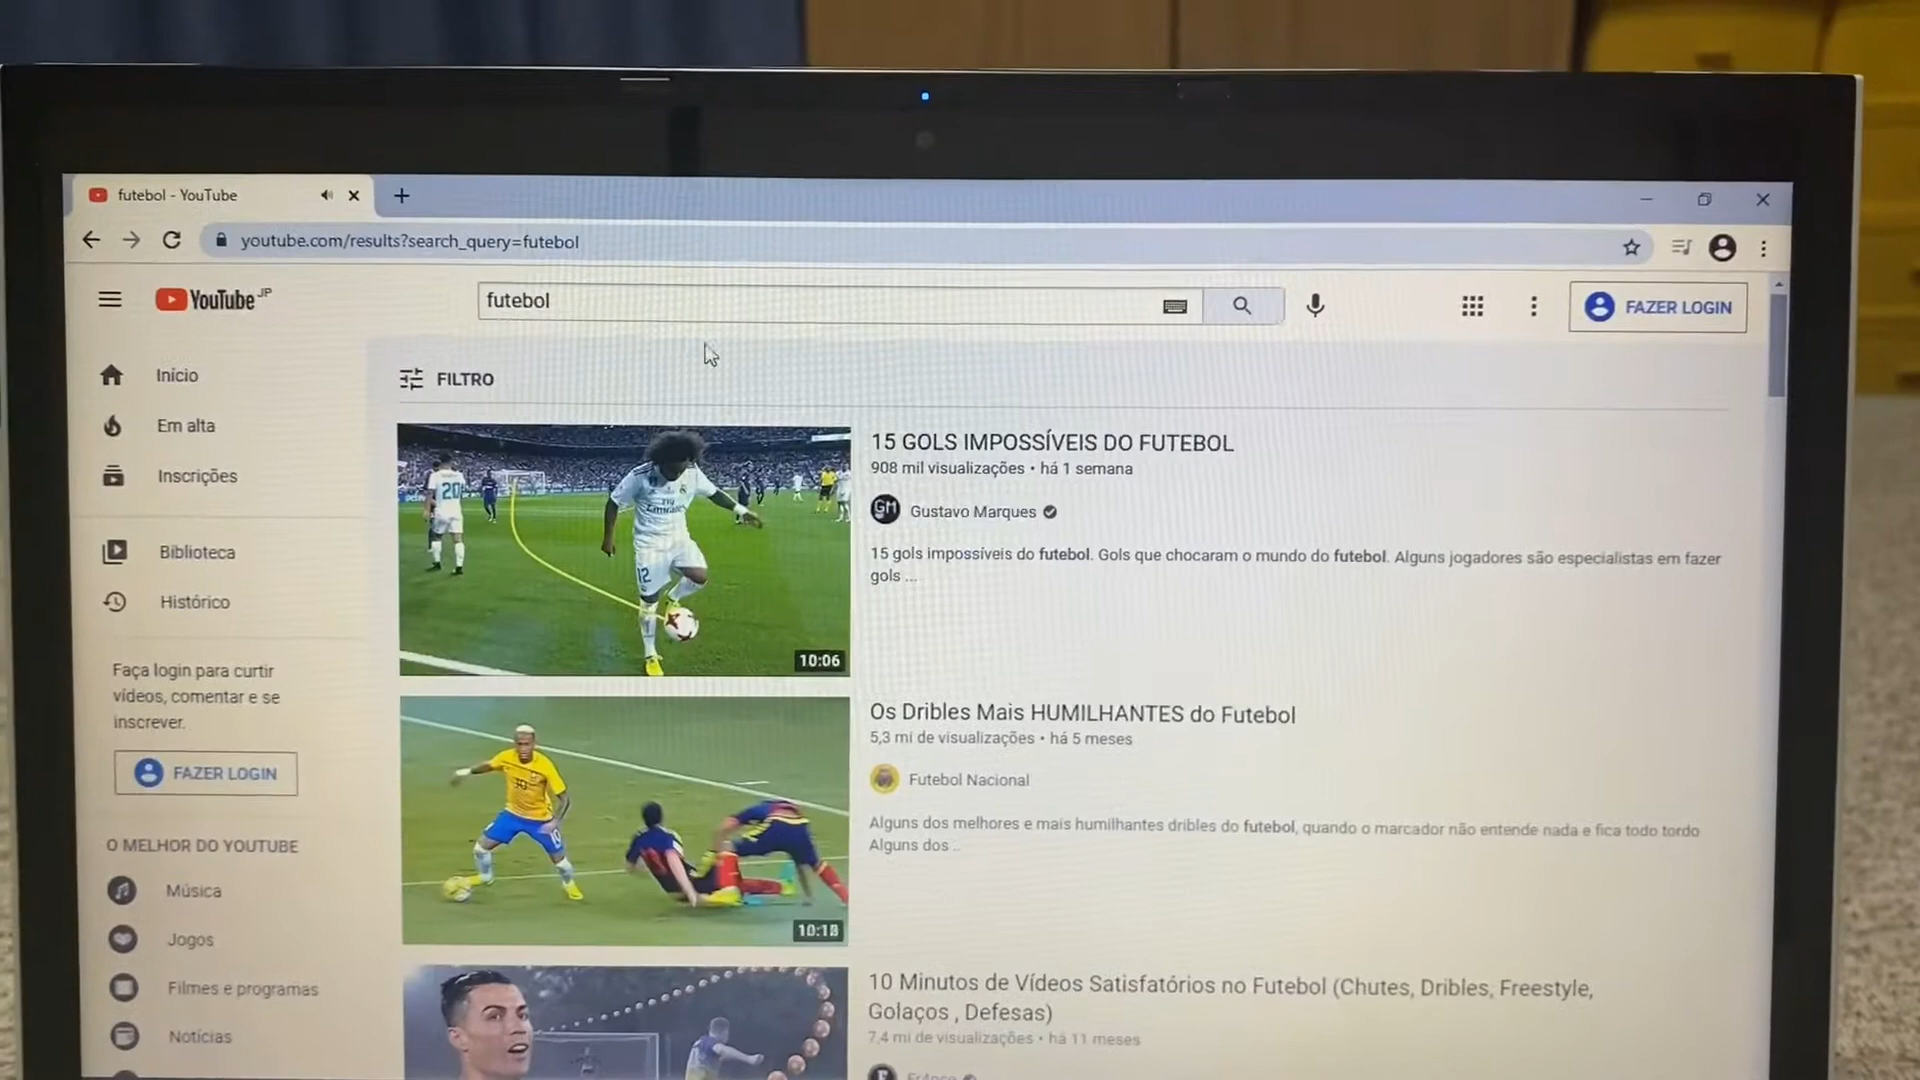 futebol - YouTube
youtube.com/results?search_query=futebol
YouTube JP
futebol
FAZER LOGIN
Início
Em alta
Inscrições
Biblioteca
Histórico
Faça login para curtir
vídeos, comentar e se
inscrever.
FAZER LOGIN
O MELHOR DO YOUTUBE
Música
Jogos
Filmes e programas
Notícias
FILTRO
20
Fly
Emirates
12
10:06
15 GOLS IMPOSSÍVEIS DO FUTEBOL
908 mil visualizações • há 1 semana
GM
Gustavo Marques
15 gols impossíveis do futebol. Gols que chocaram o mundo do futebol. Alguns jogadores são especialistas em fazer
gols ...
10
10:18
Os Dribles Mais HUMILHANTES do Futebol
5,3 mi de visualizações • há 5 meses
Futebol Nacional
Alguns dos melhores e mais humilhantes dribles do futebol, quando o marcador não entende nada e fica todo tordo
Alguns dos ...
10 Minutos de Vídeos Satisfatórios no Futebol (Chutes, Dribles, Freestyle,
Golaços , Defesas)
7,4 mi de visualizações • há 11 meses